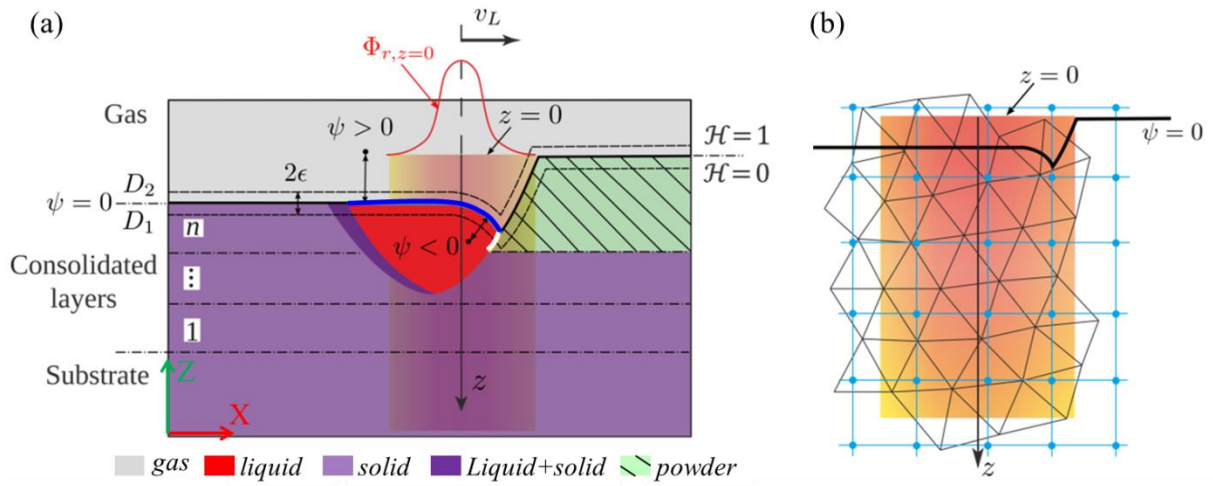 (a)
v_L
Φ_{r,z=0}
Gas
ψ > 0
z = 0
ℋ = 1
ℋ = 0
D_2
2ϵ
ψ = 0
D_1
n
ψ < 0
Consolidated
layers
⋮
1
Substrate
Z
X
z
gas
liquid
solid
Liquid+solid
powder
(b)
z = 0
ψ = 0
z